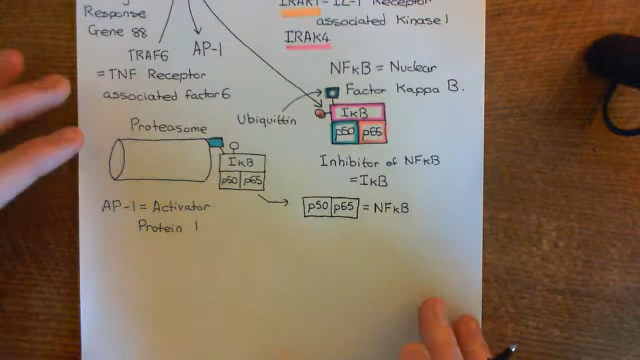 Response
Gene 88
TRAF6
= TNF Receptor
associated factor 6
AP-1
IRAK1 = IL-1 Receptor
associated Kinase 1
IRAK4
NFκB = Nuclear
Factor Kappa B.
Ubiquittin
IκB
p50 p65
Proteasome
IκB
p50 p65
Inhibitor of NFκB
= IκB
AP-1 = Activator
Protein 1
p50 p65 = NFκB